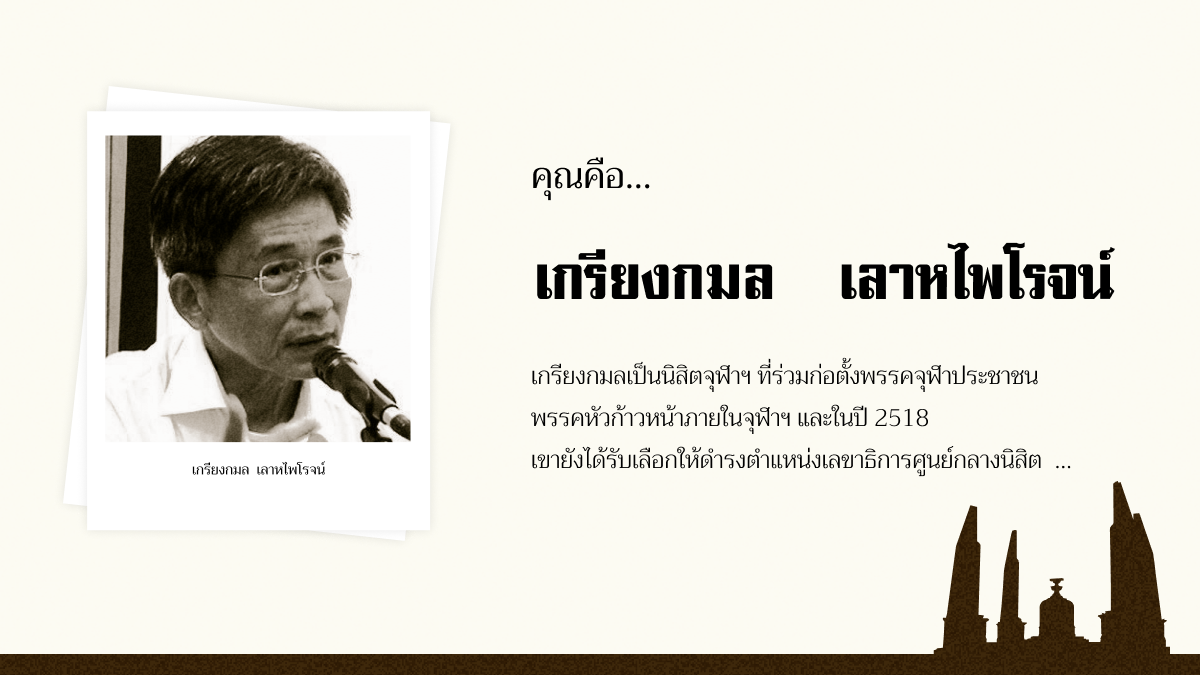 คุณคือ...
เกรียงกมล เลาหไพโรจน์
เกรียงกมลเป็นนิสิตจุฬาฯ ที่ร่วมก่อตั้งพรรคจุฬาประชาชน
พรรคหัวก้าวหน้าภายในจุฬาฯ และในปี 2518
เขายังได้รับเลือกให้ดำรงตำแหน่งเลขาธิการศูนย์กลางนิสิต ...
เกรียงกมล เลาหไพโรจน์